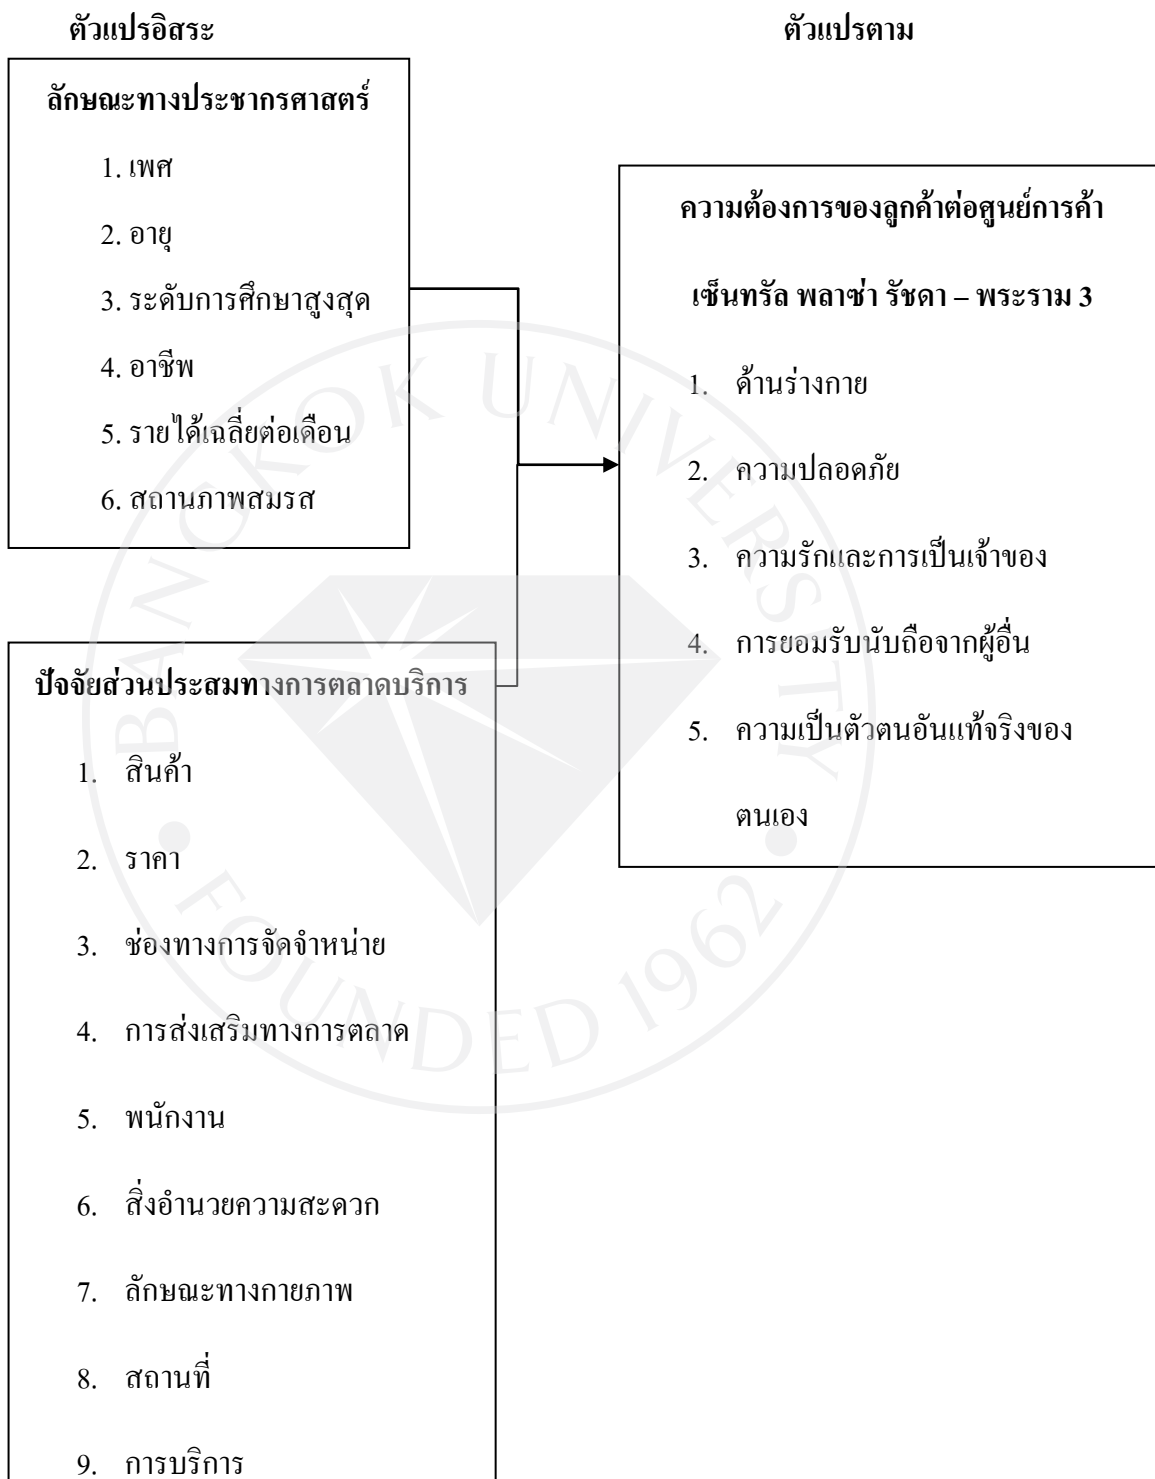 ตัวแปรอิสระ
ตัวแปรตาม
ลักษณะทางประชากรศาสตร์
1. เพศ
2. อายุ
3. ระดับการศึกษาสูงสุด
4. อาชีพ
5. รายได้เฉลี่ยต่อเดือน
6. สถานภาพสมรส
ปัจจัยส่วนประสมทางการตลาดบริการ
1. สินค้า
2. ราคา
3. ช่องทางการจัดจำหน่าย
4. การส่งเสริมทางการตลาด
5. พนักงาน
6. สิ่งอำนวยความสะดวก
7. ลักษณะทางกายภาพ
8. สถานที่
9. การบริการ
ความต้องการของลูกค้าต่อศูนย์การค้า
เซ็นทรัล พลาซ่า รัชดา – พระราม 3
1. ด้านร่างกาย
2. ความปลอดภัย
3. ความรักและการเป็นเจ้าของ
4. การยอมรับนับถือจากผู้อื่น
5. ความเป็นตัวตนอันแท้จริงของ
ตนเอง
BANGKOK UNIVERSITY
FOUNDED 1962